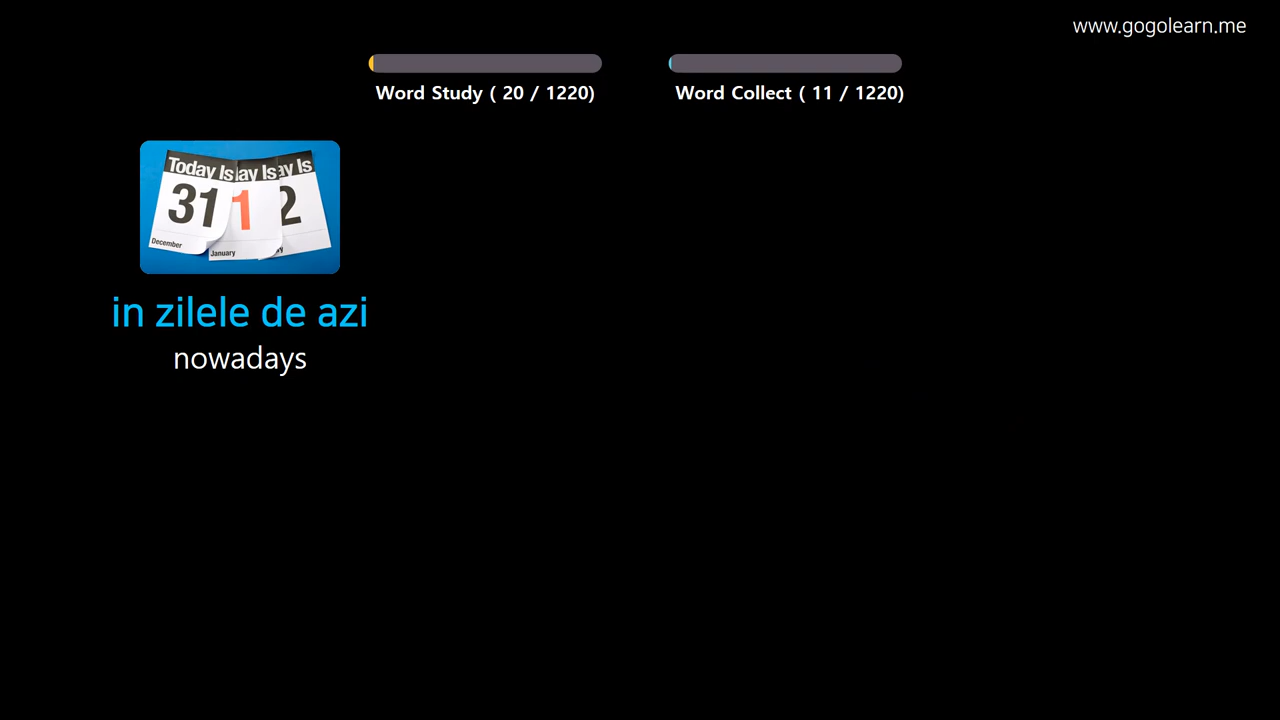 www.gogolearn.me
Word Study ( 20 / 1220)
Word Collect ( 11 / 1220)
Today Is ay Is ay Is
31 1 2
December
January
in zilele de azi
nowadays